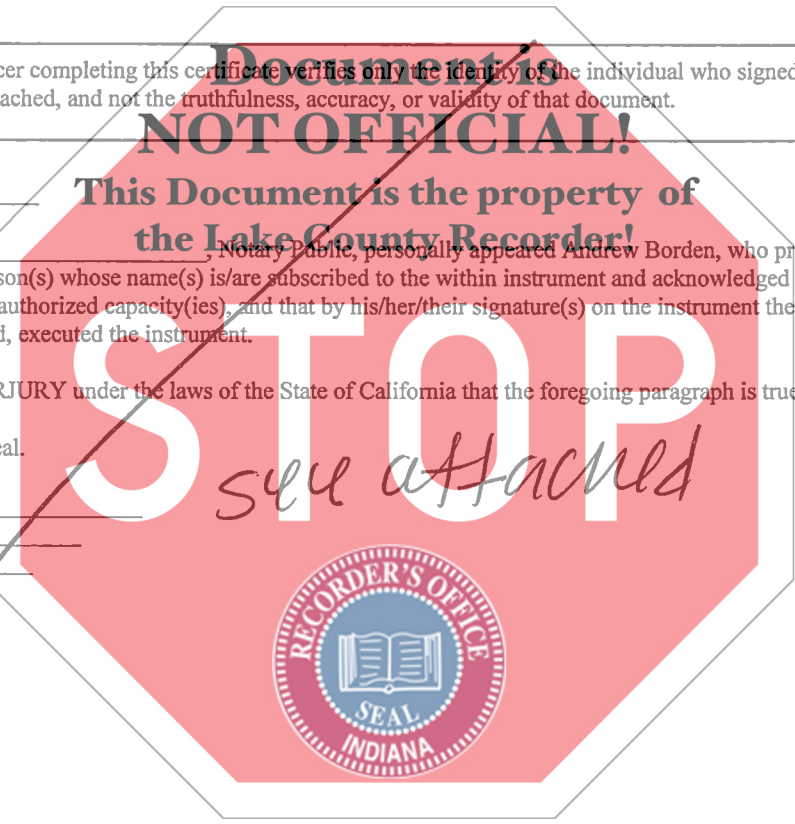 Document is
cer completing this certificate verifies only the identity of the individual who signed
ached, and not the truthfulness, accuracy, or validity of that document.
NOT OFFICIAL!
This Document is the property of
the Lake County Recorder!
, Notary Public, personally appeared Andrew Borden, who pr
son(s) whose name(s) is/are subscribed to the within instrument and acknowledged
authorized capacity(ies), and that by his/her/their signature(s) on the instrument the
d, executed the instrument.
RJURY under the laws of the State of California that the foregoing paragraph is true
eal.
STOP
see attached
RECORDER'S OFFICE
SEAL
INDIANA